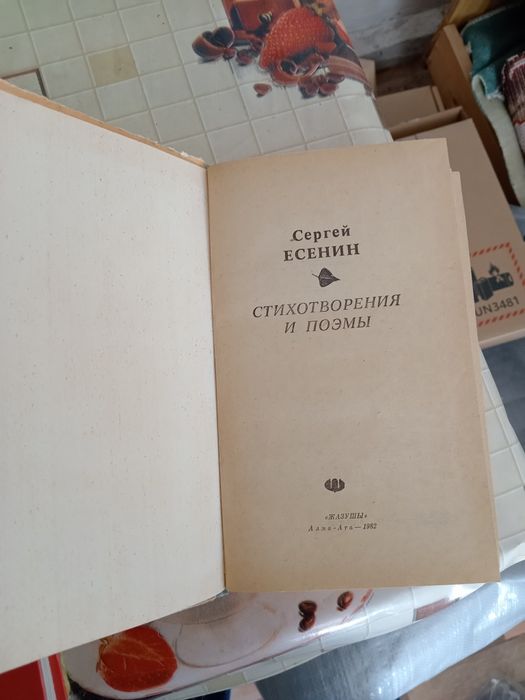 Сергей
ЕСЕНИН
СТИХОТВОРЕНИЯ
И ПОЭМЫ
«ЖАЗУШЫ»
Алма-Ата — 1982
UN3481